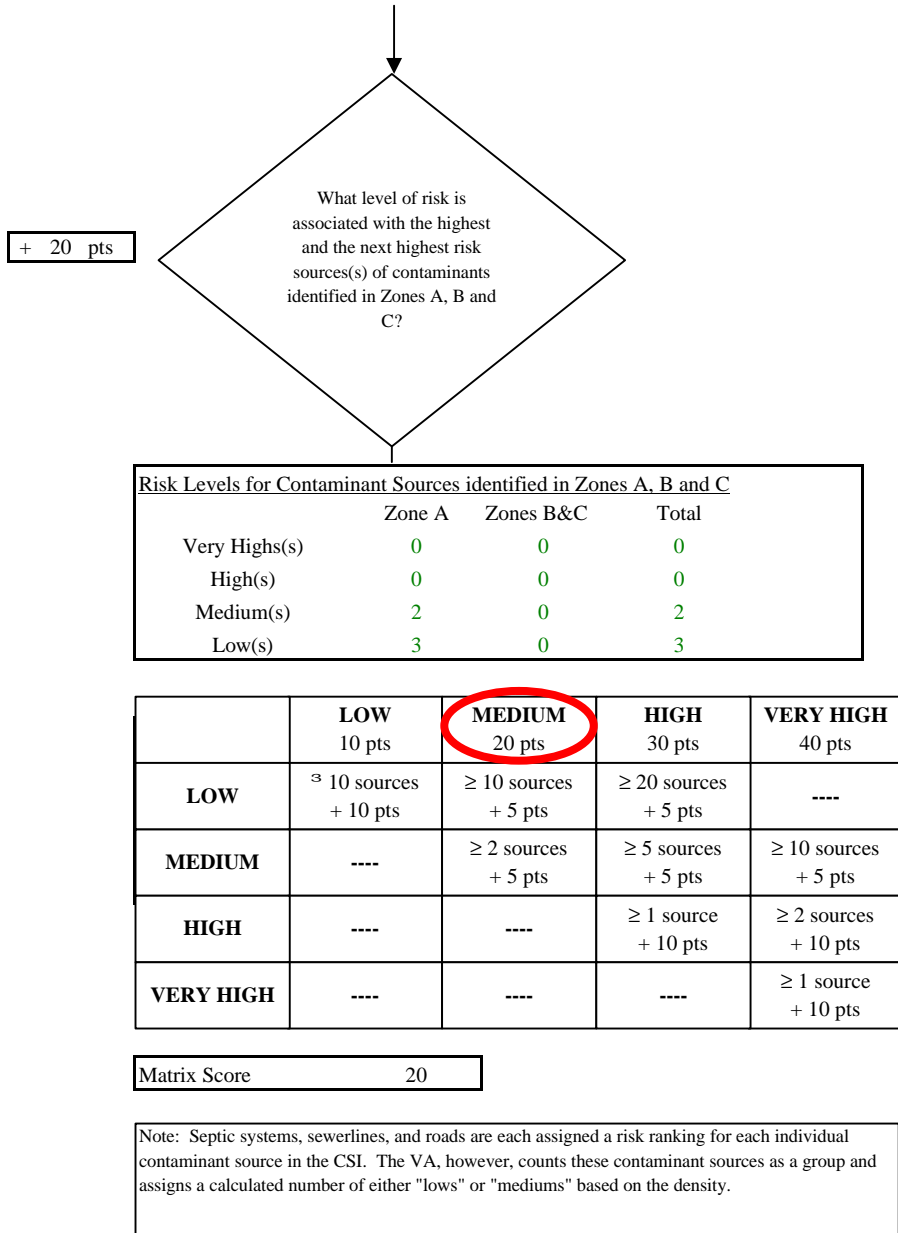 What level of risk is
associated with the highest
and the next highest risk
sources(s) of contaminants
identified in Zones A, B and
C?
+ 20 pts
Risk Levels for Contaminant Sources identified in Zones A, B and C
Zone A Zones B&C Total
Very Highs(s) 0 0 0
High(s) 0 0 0
Medium(s) 2 0 2
Low(s) 3 0 3
LOW MEDIUM HIGH VERY HIGH
10 pts 20 pts 30 pts 40 pts
LOW ³ 10 sources ≥ 10 sources ≥ 20 sources ----
+ 10 pts + 5 pts + 5 pts
MEDIUM ---- ≥ 2 sources ≥ 5 sources ≥ 10 sources
+ 5 pts + 5 pts + 5 pts
HIGH ---- ---- ≥ 1 source ≥ 2 sources
+ 10 pts + 10 pts
VERY HIGH ---- ---- ---- ≥ 1 source
+ 10 pts
Matrix Score 20
Note: Septic systems, sewerlines, and roads are each assigned a risk ranking for each individual
contaminant source in the CSI. The VA, however, counts these contaminant sources as a group and
assigns a calculated number of either "lows" or "mediums" based on the density.